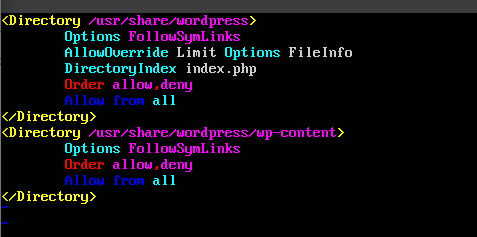 <Directory /usr/share/wordpress>
Options FollowSymLinks
AllowOverride Limit Options FileInfo
DirectoryIndex index.php
Order allow,deny
Allow from all
</Directory>
<Directory /usr/share/wordpress/wp-content>
Options FollowSymLinks
Order allow,deny
Allow from all
</Directory>
~
~